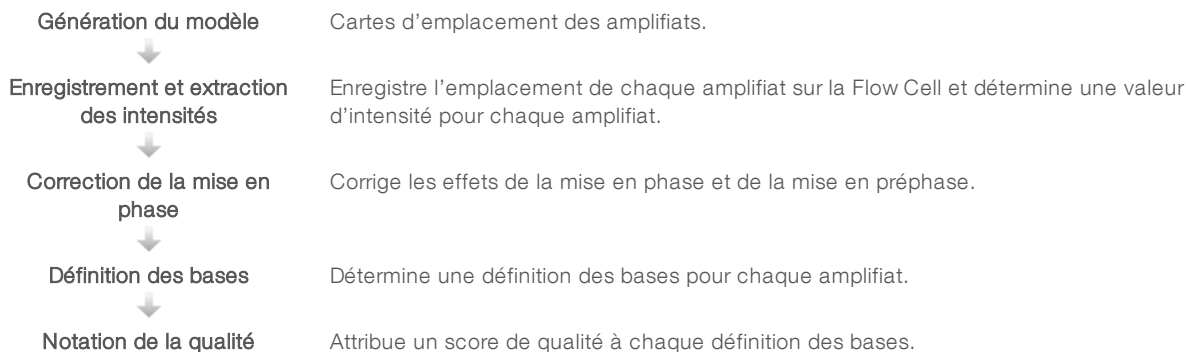 Génération du modèle
Cartes d’emplacement des amplifiats.
Enregistrement et extraction
des intensités
Enregistre l’emplacement de chaque amplifiat sur la Flow Cell et détermine une valeur
d’intensité pour chaque amplifiat.
Correction de la mise en
phase
Corrige les effets de la mise en phase et de la mise en préphase.
Définition des bases
Détermine une définition des bases pour chaque amplifiat.
Notation de la qualité
Attribue un score de qualité à chaque définition des bases.